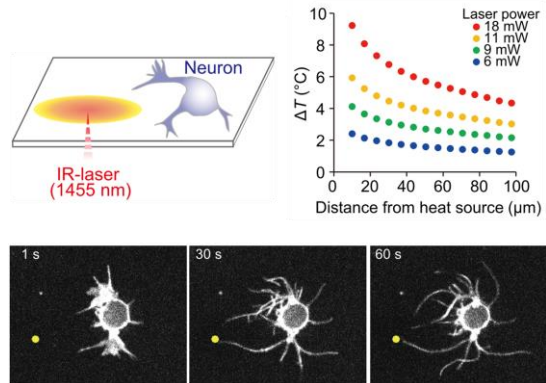 Neuron
IR-laser
(1455 nm)
Laser power
18 mW
11 mW
9 mW
6 mW
ΔT (°C)
10
8
6
4
2
0
0 20 40 60 80 100
Distance from heat source (μm)
1 s
30 s
60 s